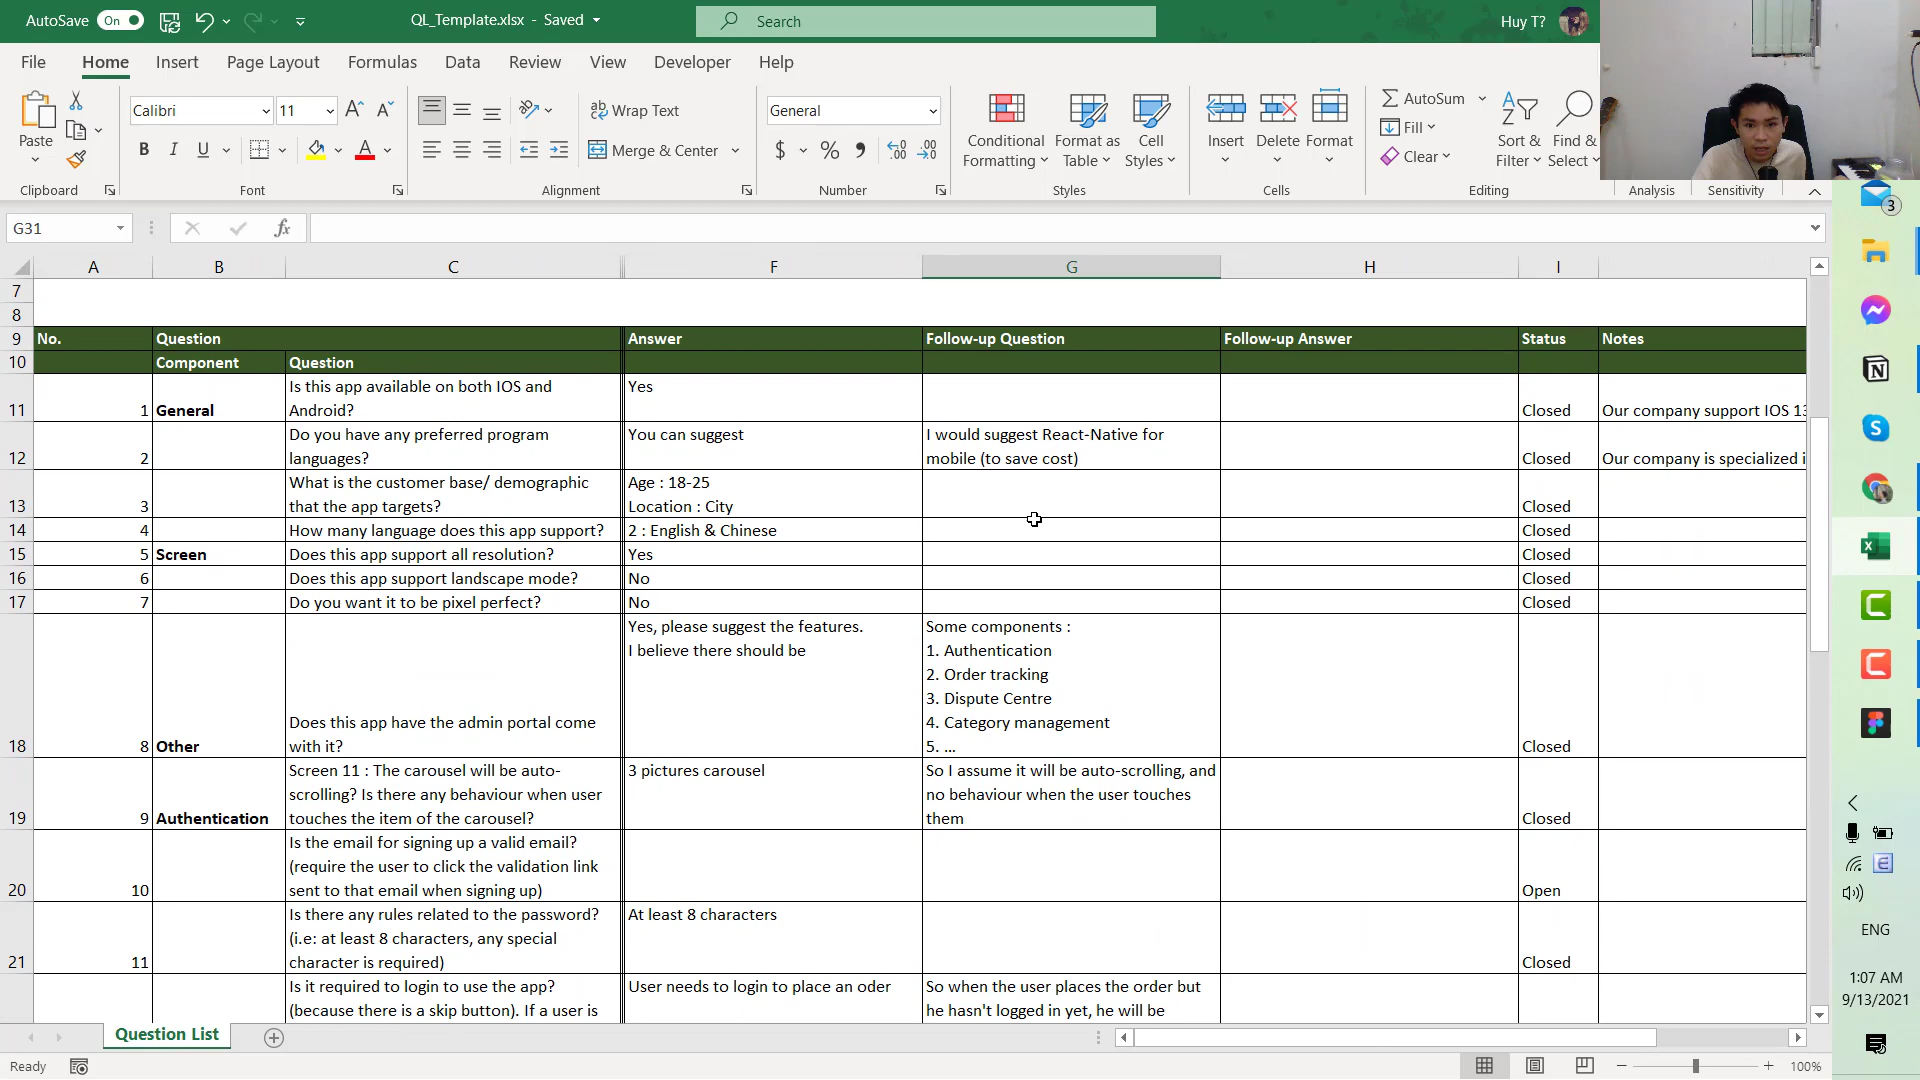 AutoSave On QL_Template.xlsx - Saved Search Huy T?
File Home Insert Page Layout Formulas Data Review View Developer Help
Calibri 11 Wrap Text General AutoSum
Paste Conditional Formatting Format as Table Cell Styles Insert Delete Format Fill Sort & Filter Find & Select
B I U Merge & Center $ % Clear
Clipboard Font Alignment Number Styles Cells Editing Analysis Sensitivity
G31 fx
3
A B C F G H I
7
8
9 No. Question Answer Follow-up Question Follow-up Answer Status Notes
10 Component Question
Is this app available on both IOS and
Android?
Yes
11 1 General Closed Our company support IOS 13
Do you have any preferred program
languages?
You can suggest
I would suggest React-Native for
mobile (to save cost)
12 2 Closed Our company is specialized i
What is the customer base/ demographic
that the app targets?
Age : 18-25
Location : City
13 3 Closed
14 4 How many language does this app support? 2 : English & Chinese Closed
15 5 Screen Does this app support all resolution? Yes Closed
16 6 Does this app support landscape mode? No Closed
17 7 Do you want it to be pixel perfect? No Closed
Yes, please suggest the features.
I believe there should be
Some components :
1. Authentication
2. Order tracking
3. Dispute Centre
4. Category management
5. ...
Does this app have the admin portal come
with it?
18 8 Other Closed
Screen 11 : The carousel will be auto-
scrolling? Is there any behaviour when user
touches the item of the carousel?
3 pictures carousel
So I assume it will be auto-scrolling, and
no behaviour when the user touches
them
19 9 Authentication Closed
Is the email for signing up a valid email?
(require the user to click the validation link
sent to that email when signing up)
20 10 Open
Is there any rules related to the password?
(i.e: at least 8 characters, any special
character is required)
At least 8 characters
21 11 Closed
Is it required to login to use the app?
(because there is a skip button). If a user is
User needs to login to place an oder
So when the user places the order but
he hasn't logged in yet, he will be
ENG
1:07 AM
9/13/2021
Question List
Ready 100%